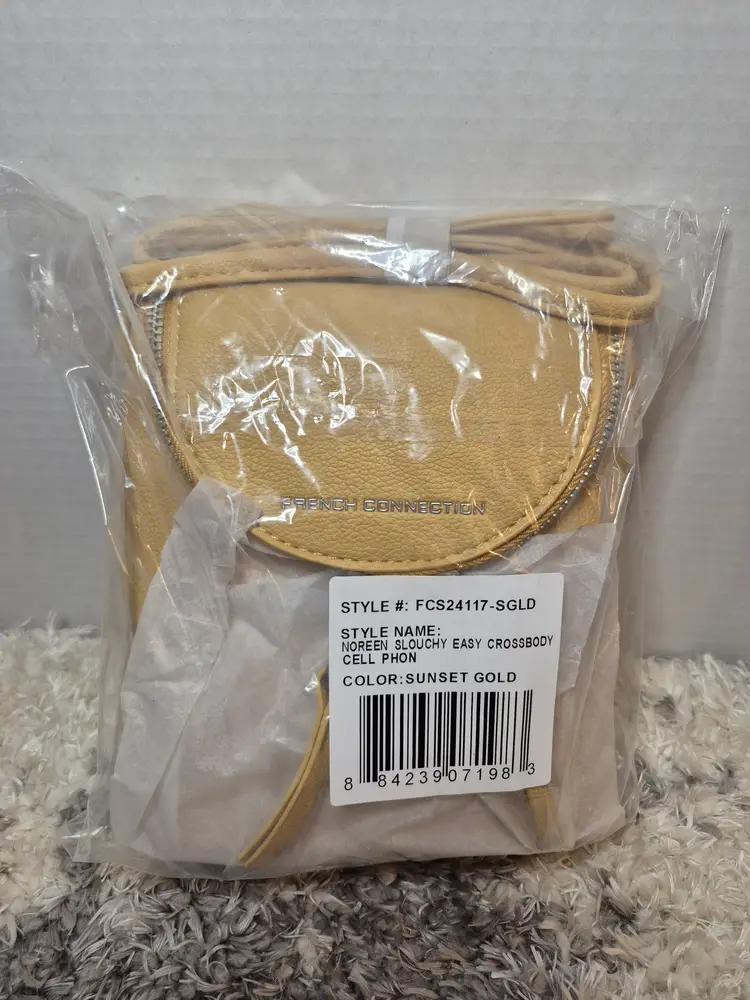 FRENCH CONNECTION
STYLE #: FCS24117-SGLD
STYLE NAME:
NOREEN SLOUCHY EASY CROSSBODY
CELL PHON
COLOR:SUNSET GOLD
8 84239 07198 3